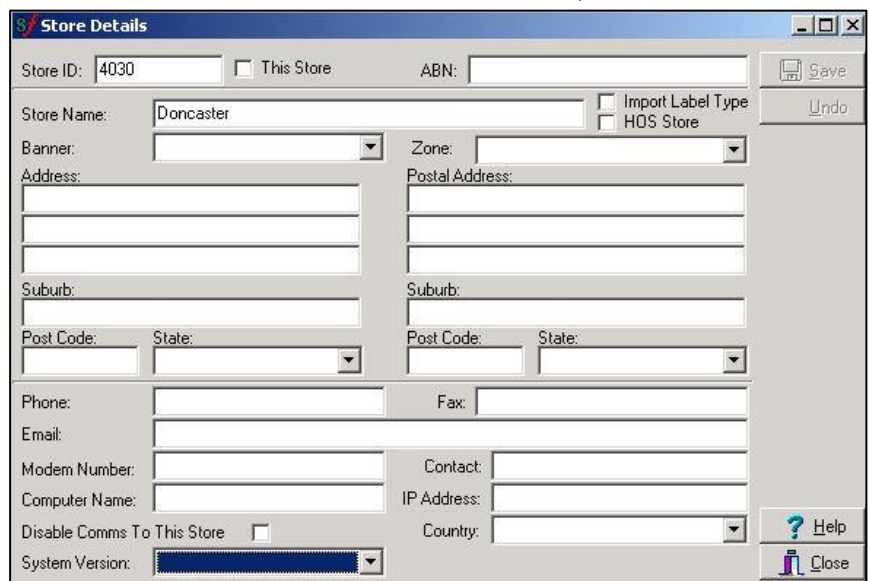 Sf Store Details
Store ID: 4030 This Store ABN: Save
Store Name: Doncaster Import Label Type Undo
HOS Store
Banner: Zone:
Address: Postal Address:
Suburb: Suburb:
Post Code: State: Post Code: State:
Phone: Fax:
Email:
Modem Number: Contact:
Computer Name: IP Address:
Disable Comms To This Store Country: ? Help
System Version: Close